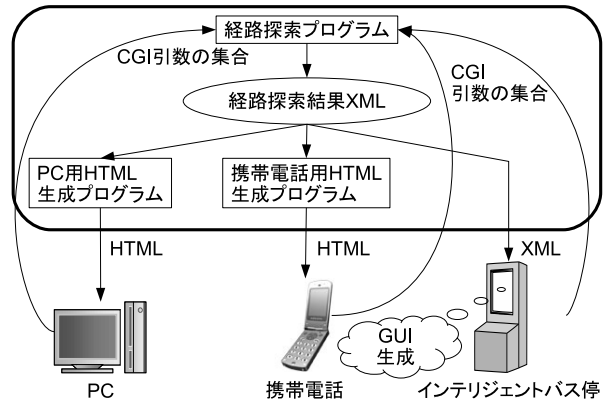 経路探索プログラム
CGI引数の集合
CGI
引数の集合
経路探索結果XML
PC用HTML
生成プログラム
携帯電話用HTML
生成プログラム
HTML
HTML
XML
GUI
生成
PC
携帯電話
インテリジェントバス停